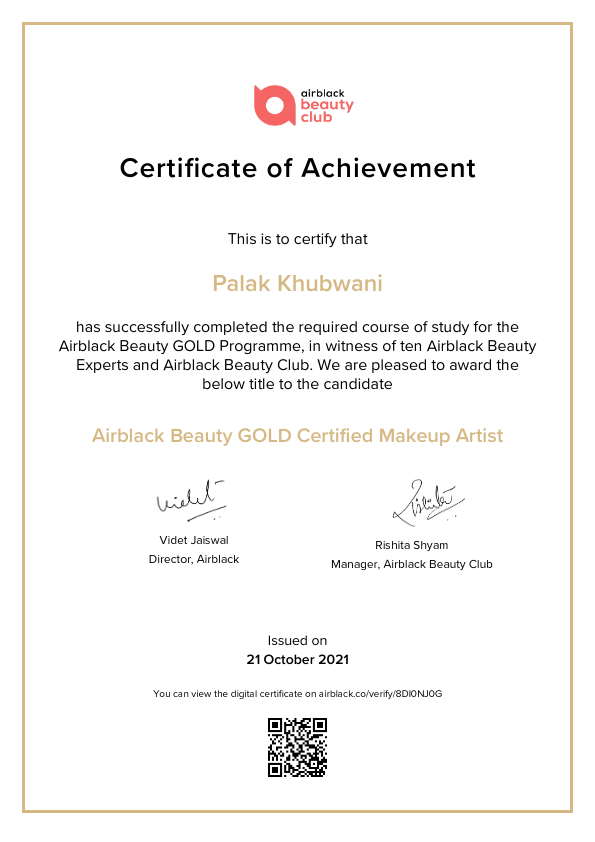 airblack
beauty
club
Certificate of Achievement
This is to certify that
Palak Khubwani
has successfully completed the required course of study for the
Airblack Beauty GOLD Programme, in witness of ten Airblack Beauty
Experts and Airblack Beauty Club. We are pleased to award the
below title to the candidate
Airblack Beauty GOLD Certified Makeup Artist
Videt
Rishita
Videt Jaiswal
Director, Airblack
Rishita Shyam
Manager, Airblack Beauty Club
Issued on
21 October 2021
You can view the digital certificate on airblack.co/verify/8DI0NJ0G